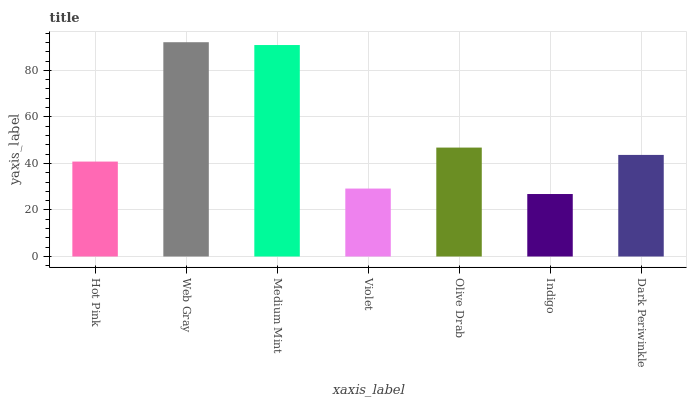 title
yaxis_label
80
60
40
20
0
Hot Pink
Web Gray
Medium Mint
Violet
Olive Drab
Indigo
Dark Periwinkle
xaxis_label